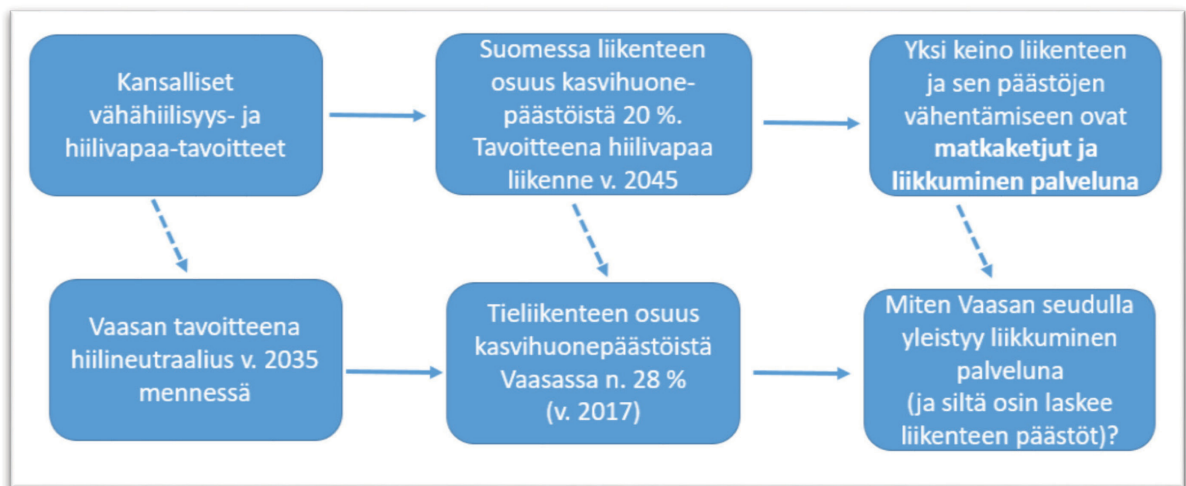 Kansalliset
vähähiilisyys- ja
hiilivapaa-tavoitteet
Suomessa liikenteen
osuus kasvihuone-
päästöistä 20 %.
Tavoitteena hiilivapaa
liikenne v. 2045
Yksi keino liikenteen
ja sen päästöjen
vähentämiseen ovat
matkaketjut ja
liikkuminen palveluna
Vaasan tavoitteena
hiilineutraalius v. 2035
mennessä
Tieliikenteen osuus
kasvihuonepäästöistä
Vaasassa n. 28 %
(v. 2017)
Miten Vaasan seudulla
yleistyy liikkuminen
palveluna
(ja siltä osin laskee
liikenteen päästöt)?